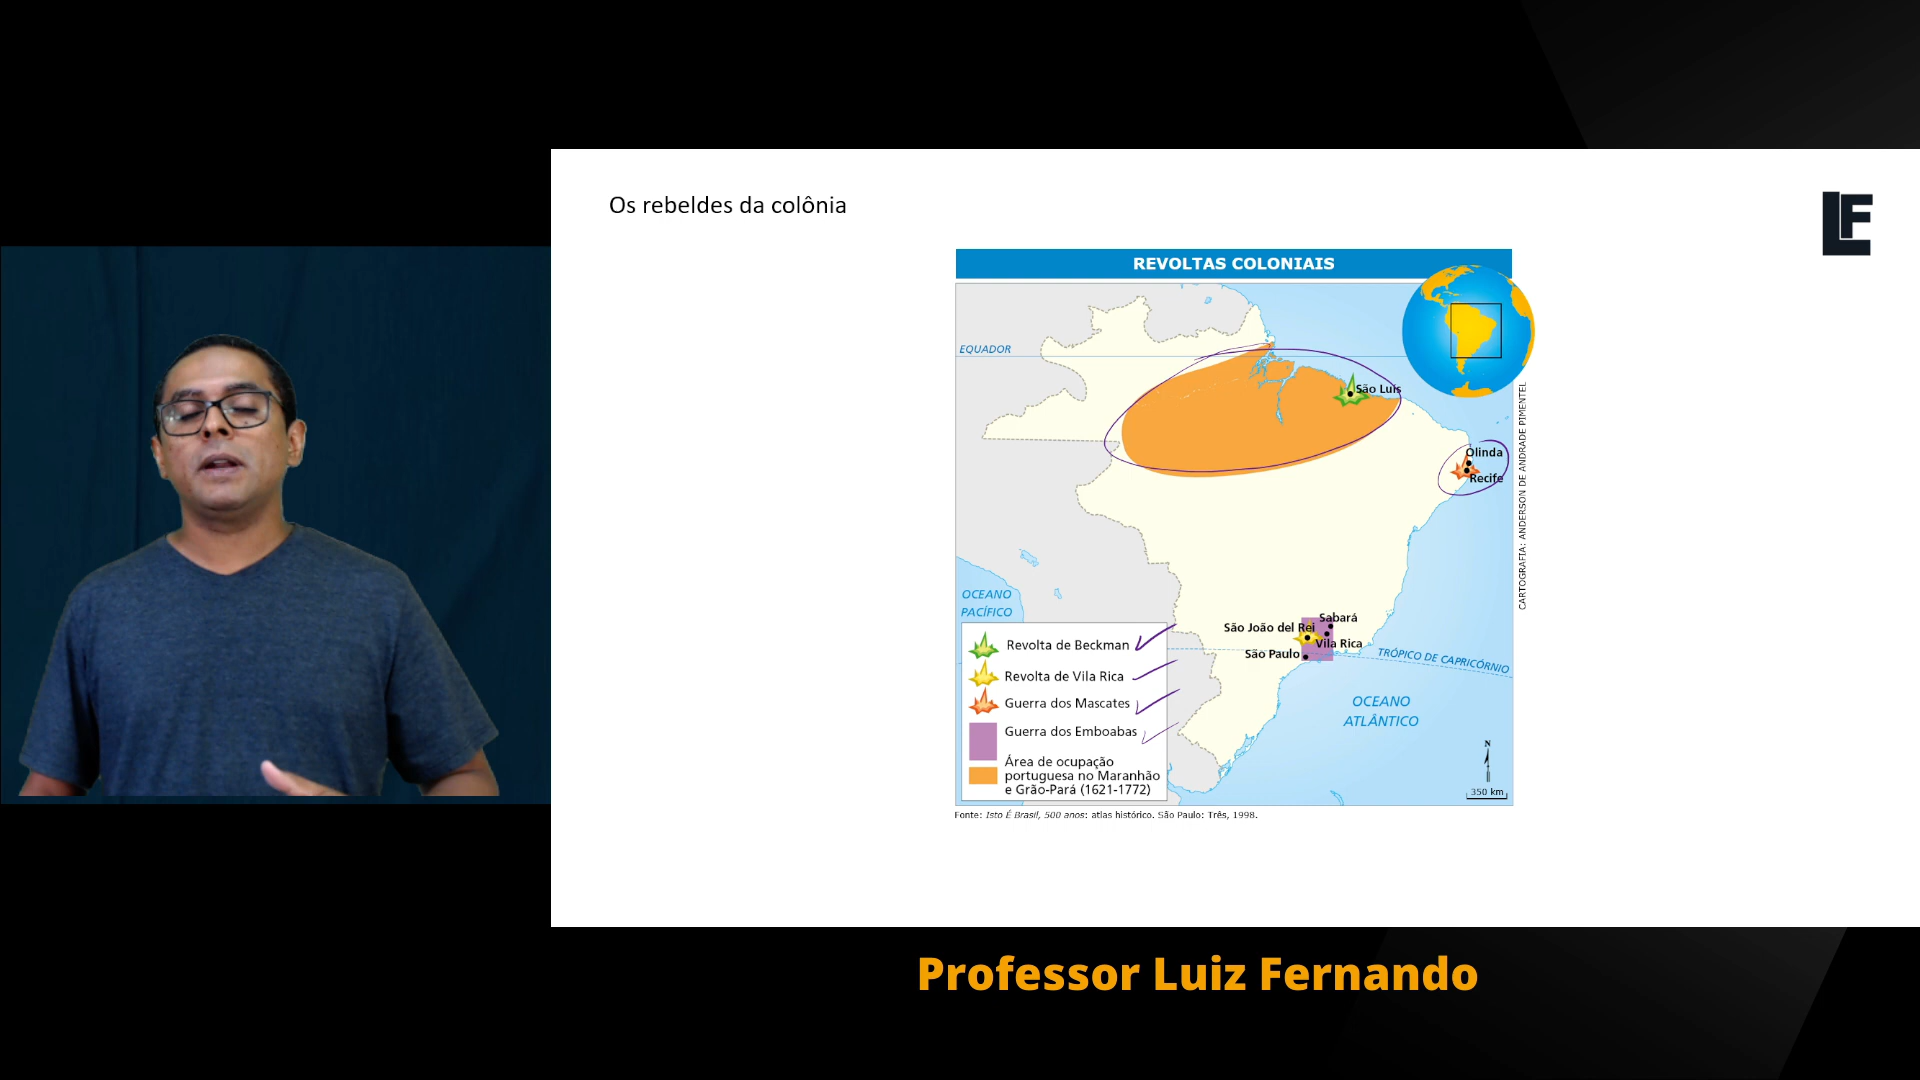 Os rebeldes da colônia
LF
REVOLTAS COLONIAIS
EQUADOR
São Luís
Olinda
Recife
CARTOGRAFIA: ANDERSON DE ANDRADE PIMENTEL
OCEANO
PACÍFICO
Sabará
São João del Rei
Vila Rica
São Paulo
TRÓPICO DE CAPRICÓRNIO
OCEANO
ATLÂNTICO
Revolta de Beckman
Revolta de Vila Rica
Guerra dos Mascates
Guerra dos Emboabas
Área de ocupação
portuguesa no Maranhão
e Grão-Pará (1621-1772)
N
350 km
Fonte: Isto É Brasil, 500 anos: atlas histórico. São Paulo: Três, 1998.
Professor Luiz Fernando